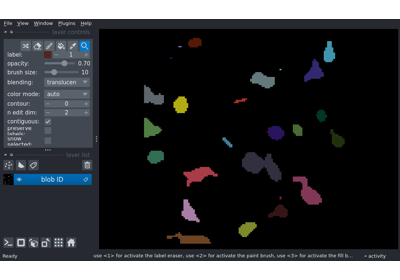 File View Window Plugins Help
layer controls
label: 1
opacity: 0.70
brush size: 10
blending: translucen
color mode: auto
contour: 0
n edit dim: 2
contiguous:
preserve labels:
show selected:
layer list
blob ID
Ready
use <1> for activate the label eraser, use <2> for activate the paint brush, use <3> for activate the fill b...
activity